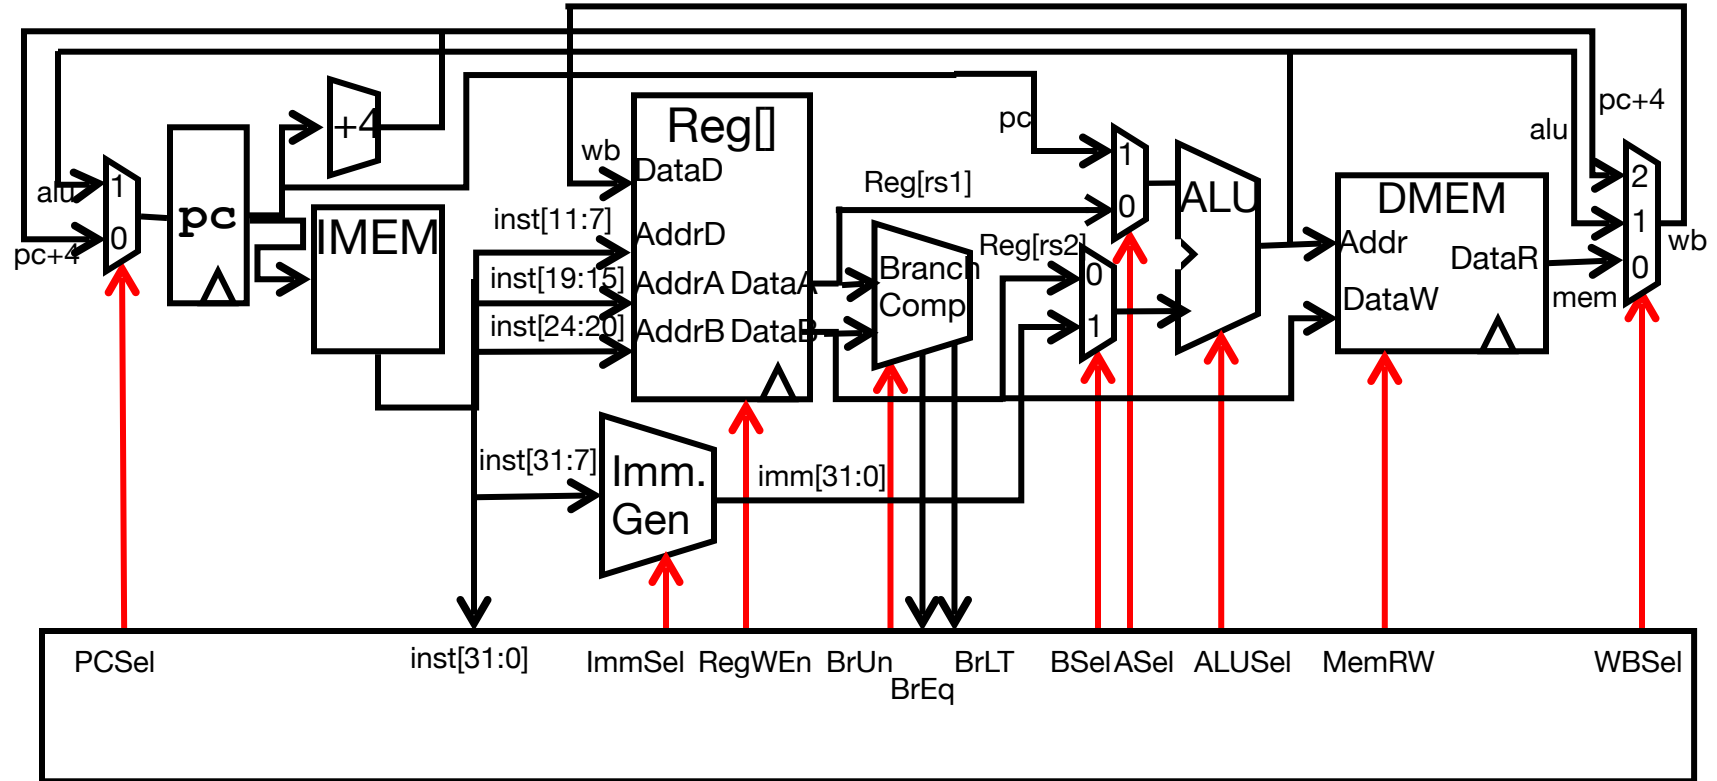 pc+4
alu
+4
Reg[]
pc
wb
DataD
1
2
alu
1
pc
Reg[rs1]
ALU
DMEM
0
inst[11:7]
0
1
IMEM
AddrD
Reg[rs2]
Addr
wb
pc+4
0
inst[19:15]
AddrA DataA
Branch
Comp
0
DataR
mem
inst[24:20]
AddrB DataB
1
DataW
inst[31:7]
Imm.
Gen
imm[31:0]
PCSel
inst[31:0]
ImmSel
RegWEn
BrUn
BrEq
BrLT
BSel
ASel
ALUSel
MemRW
WBSel